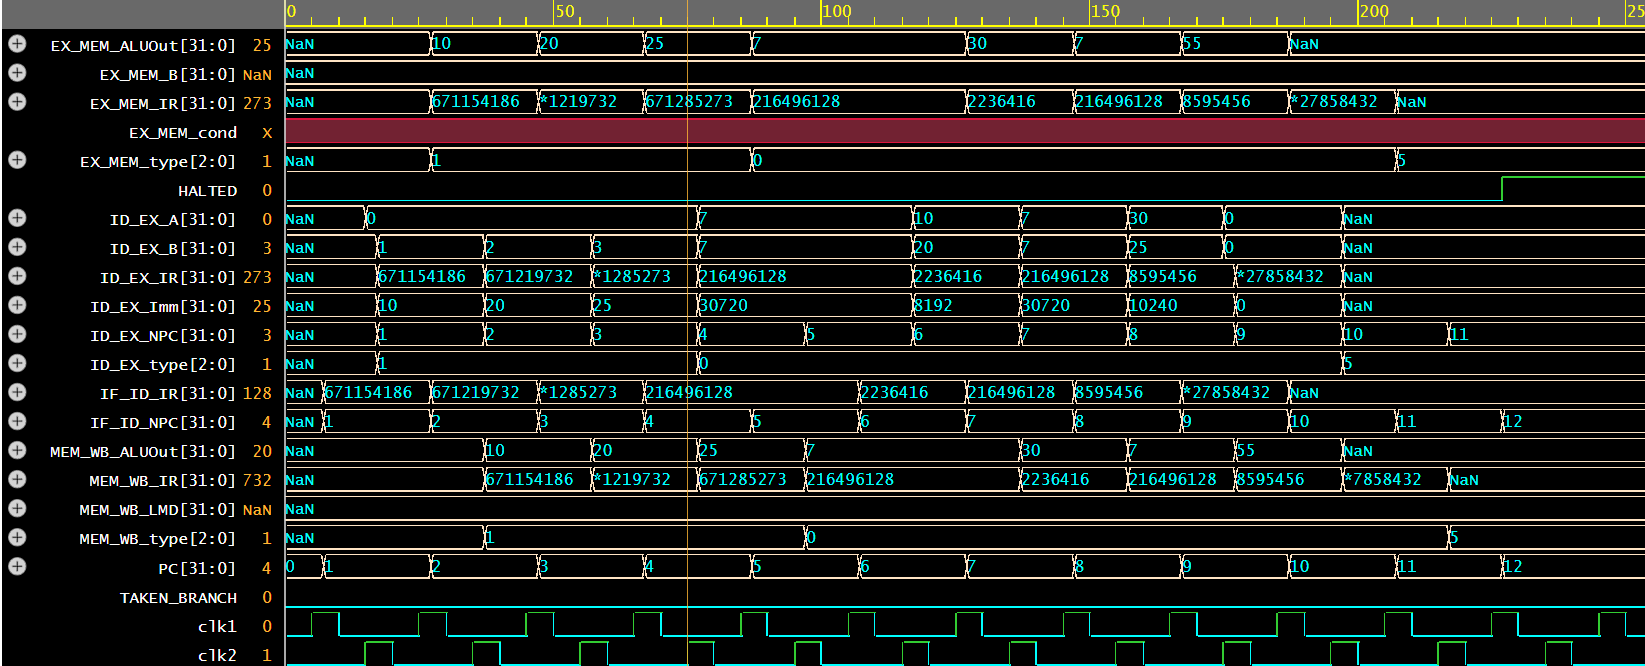 0 50 100 150 200 25
EX_MEM_ALUOut[31:0] 25 NaN 10 20 25 7 30 7 55 NaN
EX_MEM_B[31:0] NaN NaN
EX_MEM_IR[31:0] 273 NaN 671154186 *1219732 671285273 216496128 2236416 216496128 8595456 *27858432 NaN
EX_MEM_cond X
EX_MEM_type[2:0] 1 NaN 1 0 5
HALTED 0
ID_EX_A[31:0] 0 NaN 0 7 10 7 30 0 NaN
ID_EX_B[31:0] 3 NaN 1 2 3 7 20 7 25 0 NaN
ID_EX_IR[31:0] 273 NaN 671154186 671219732 *1285273 216496128 2236416 216496128 8595456 *27858432 NaN
ID_EX_Imm[31:0] 25 NaN 10 20 25 30720 8192 30720 10240 0 NaN
ID_EX_NPC[31:0] 3 NaN 1 2 3 4 5 6 7 8 9 10 11
ID_EX_type[2:0] 1 NaN 1 0 5
IF_ID_IR[31:0] 128 NaN 671154186 671219732 *1285273 216496128 2236416 216496128 8595456 *27858432 NaN
IF_ID_NPC[31:0] 4 NaN 1 2 3 4 5 6 7 8 9 10 11 12
MEM_WB_ALUOut[31:0] 20 NaN 10 20 25 7 30 7 55 NaN
MEM_WB_IR[31:0] 732 NaN 671154186 *1219732 671285273 216496128 2236416 216496128 8595456 *7858432 NaN
MEM_WB_LMD[31:0] NaN NaN
MEM_WB_type[2:0] 1 NaN 1 0 5
PC[31:0] 4 0 1 2 3 4 5 6 7 8 9 10 11 12
TAKEN_BRANCH 0
clk1 0
clk2 1